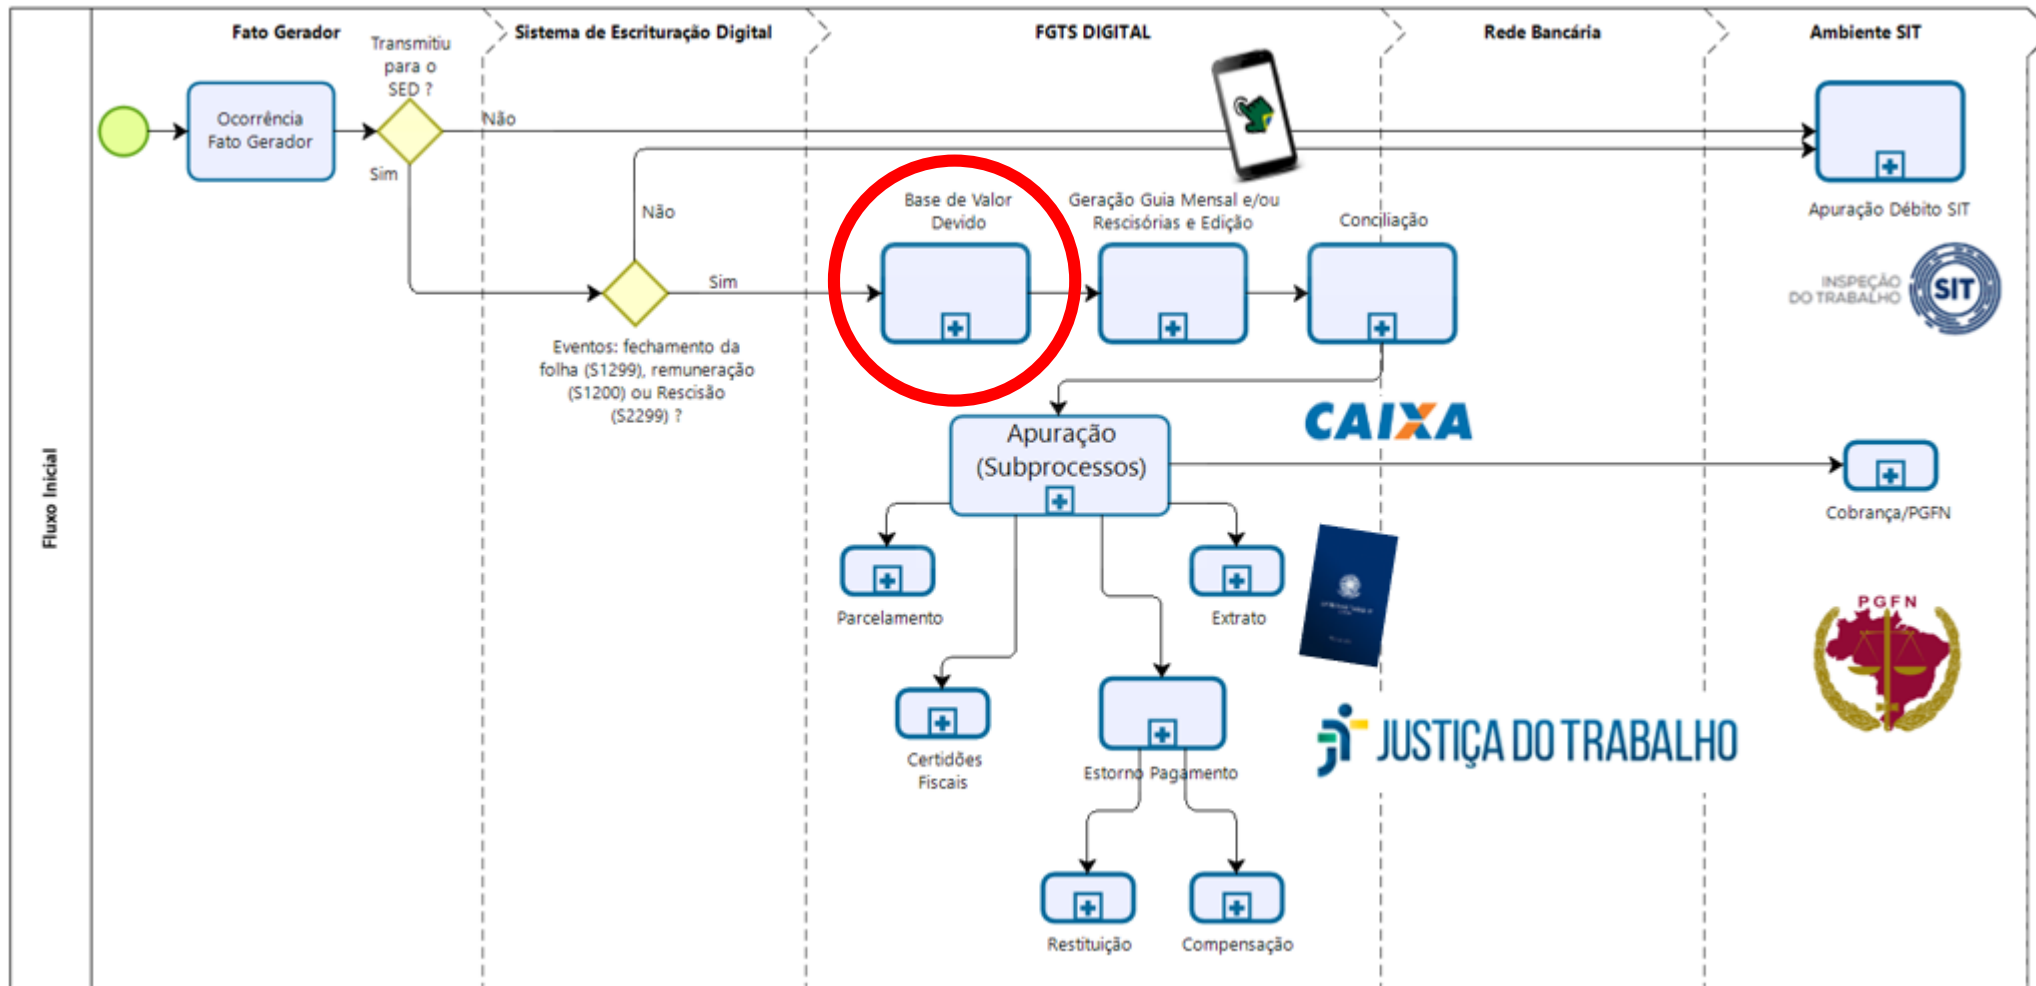 Fato Gerador
Sistema de Escrituração Digital
FGTS DIGITAL
Rede Bancária
Ambiente SIT
Fluxo Inicial
Transmitiu
para o
SED ?
Ocorrência
Fato Gerador
Não
Sim
Não
Sim
Eventos: fechamento da
folha (S1299), remuneração
(S1200) ou Rescisão
(S2299) ?
Base de Valor
Devido
Geração Guia Mensal e/ou
Rescisórias e Edição
Conciliação
Apuração Débito SIT
INSPEÇÃO
DO TRABALHO
SIT
Apuração
(Subprocessos)
CAIXA
Cobrança/PGFN
Parcelamento
Extrato
PGFN
Certidões
Fiscais
Estorno Pagamento
JUSTIÇA DO TRABALHO
Restituição
Compensação